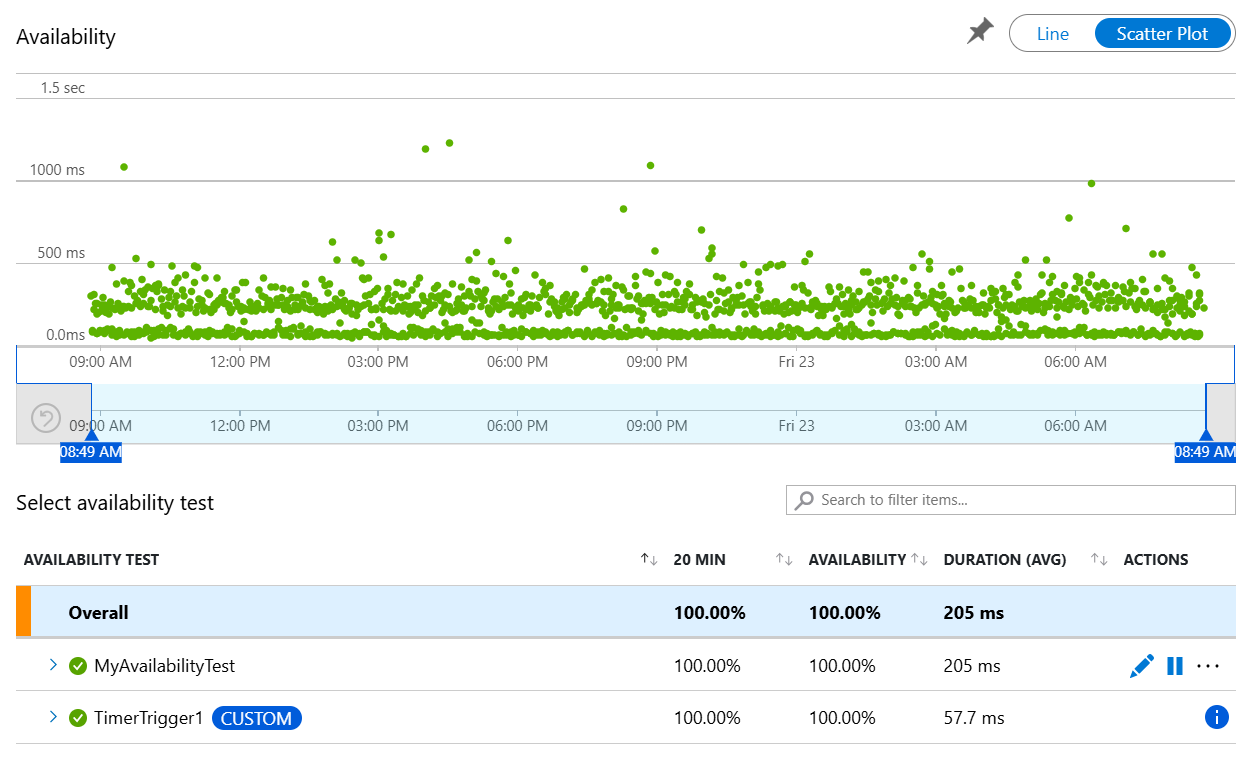 Availability
Line
Scatter Plot
1.5 sec
1000 ms
500 ms
0.0ms
09:00 AM 12:00 PM 03:00 PM 06:00 PM 09:00 PM Fri 23 03:00 AM 06:00 AM
09:00 AM 12:00 PM 03:00 PM 06:00 PM 09:00 PM Fri 23 03:00 AM 06:00 AM
08:49 AM 08:49 AM
Select availability test
Search to filter items...
AVAILABILITY TEST 20 MIN AVAILABILITY DURATION (AVG) ACTIONS
Overall 100.00% 100.00% 205 ms
MyAvailabilityTest 100.00% 100.00% 205 ms
TimerTrigger1 CUSTOM 100.00% 100.00% 57.7 ms